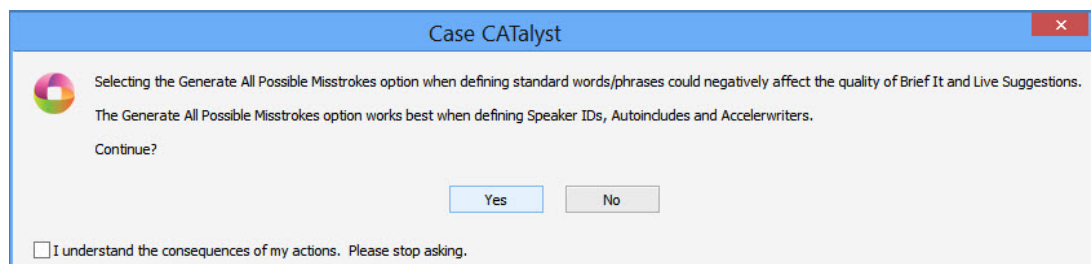 Case CATalyst
Selecting the Generate All Possible Misstrokes option when defining standard words/phrases could negatively affect the quality of Brief It and Live Suggestions.
The Generate All Possible Misstrokes option works best when defining Speaker IDs, Autoincludes and Accelerwriters.
Continue?
Yes No
I understand the consequences of my actions. Please stop asking.